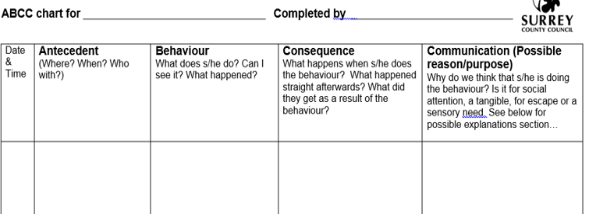 ABCC chart for
Completed by
SURREY
COUNTY COUNCIL
Date
&
Time
Antecedent
(Where? When? Who
with?)
Behaviour
What does s/he do? Can I
see it? What happened?
Consequence
What happens when s/he does
the behaviour?  What happened
straight afterwards? What did
they get as a result of the
behaviour?
Communication (Possible
reason/purpose)
Why do we think that s/he is doing
the behaviour? Is it for social
attention, a tangible, for escape or a
sensory need. See below for
possible explanations section…